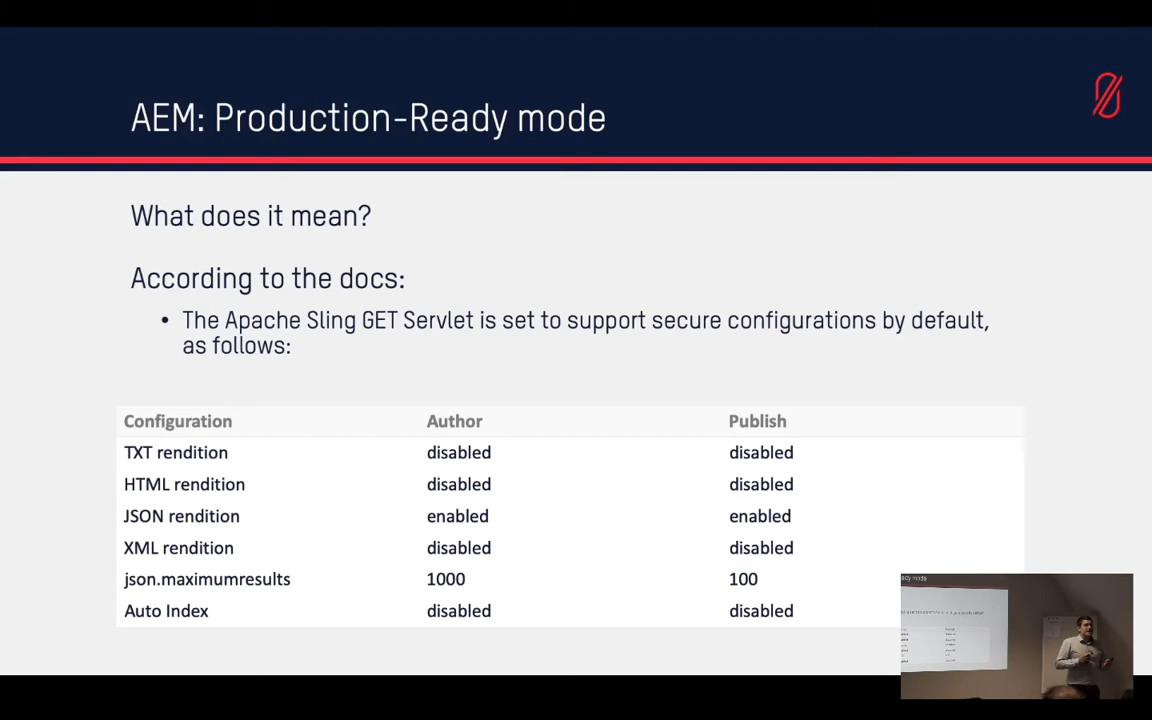 AEM: Production-Ready mode
What does it mean?
According to the docs:
• The Apache Sling GET Servlet is set to support secure configurations by default,
as follows:
Configuration Author Publish
TXT rendition disabled disabled
HTML rendition disabled disabled
JSON rendition enabled enabled
XML rendition disabled disabled
json.maximumresults 1000 100
Auto Index disabled disabled